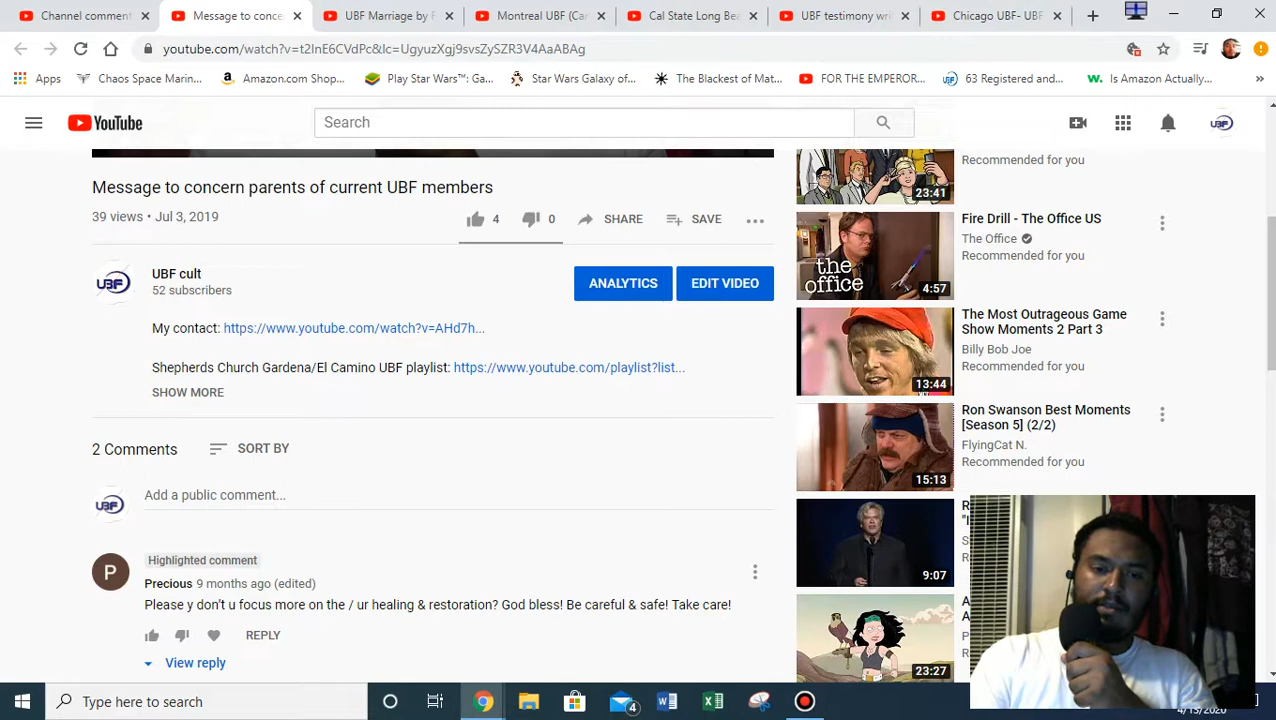 Channel comment
Message to conce
UBF Marriage by
Montreal UBF (Ca
Cal State Long Bea
UBF testimony wri
Chicago UBF- UBF
youtube.com/watch?v=t2InE6CVdPc&lc=UgyuzXgj9svsZySZR3V4AaABAg
Apps
Chaos Space Marin...
Amazon.com Shop...
Play Star Wars™: Ga...
Star Wars Galaxy of...
The Blackest of Mat...
FOR THE EMPEROR...
63 Registered and...
Is Amazon Actually...
YouTube
Search
UBF
Message to concern parents of current UBF members
39 views • Jul 3, 2019
4
0
SHARE
SAVE
UBF
UBF cult
52 subscribers
ANALYTICS
EDIT VIDEO
My contact: https://www.youtube.com/watch?v=AHd7h...
Shepherds Church Gardena/El Camino UBF playlist: https://www.youtube.com/playlist?list...
SHOW MORE
2 Comments
SORT BY
UBF
Add a public comment...
P
Highlighted comment
Precious 9 months ago (edited)
Please y don't u focus more on the / ur healing & restoration? God bless! Be careful & safe! Take care!
REPLY
View reply
23:41
Recommended for you
the
office
4:57
Fire Drill - The Office US
The Office
Recommended for you
13:44
The Most Outrageous Game
Show Moments 2 Part 3
Billy Bob Joe
Recommended for you
15:13
Ron Swanson Best Moments
[Season 5] (2/2)
FlyingCat N.
Recommended for you
9:07
23:27
Type here to search
4
4/13/2020